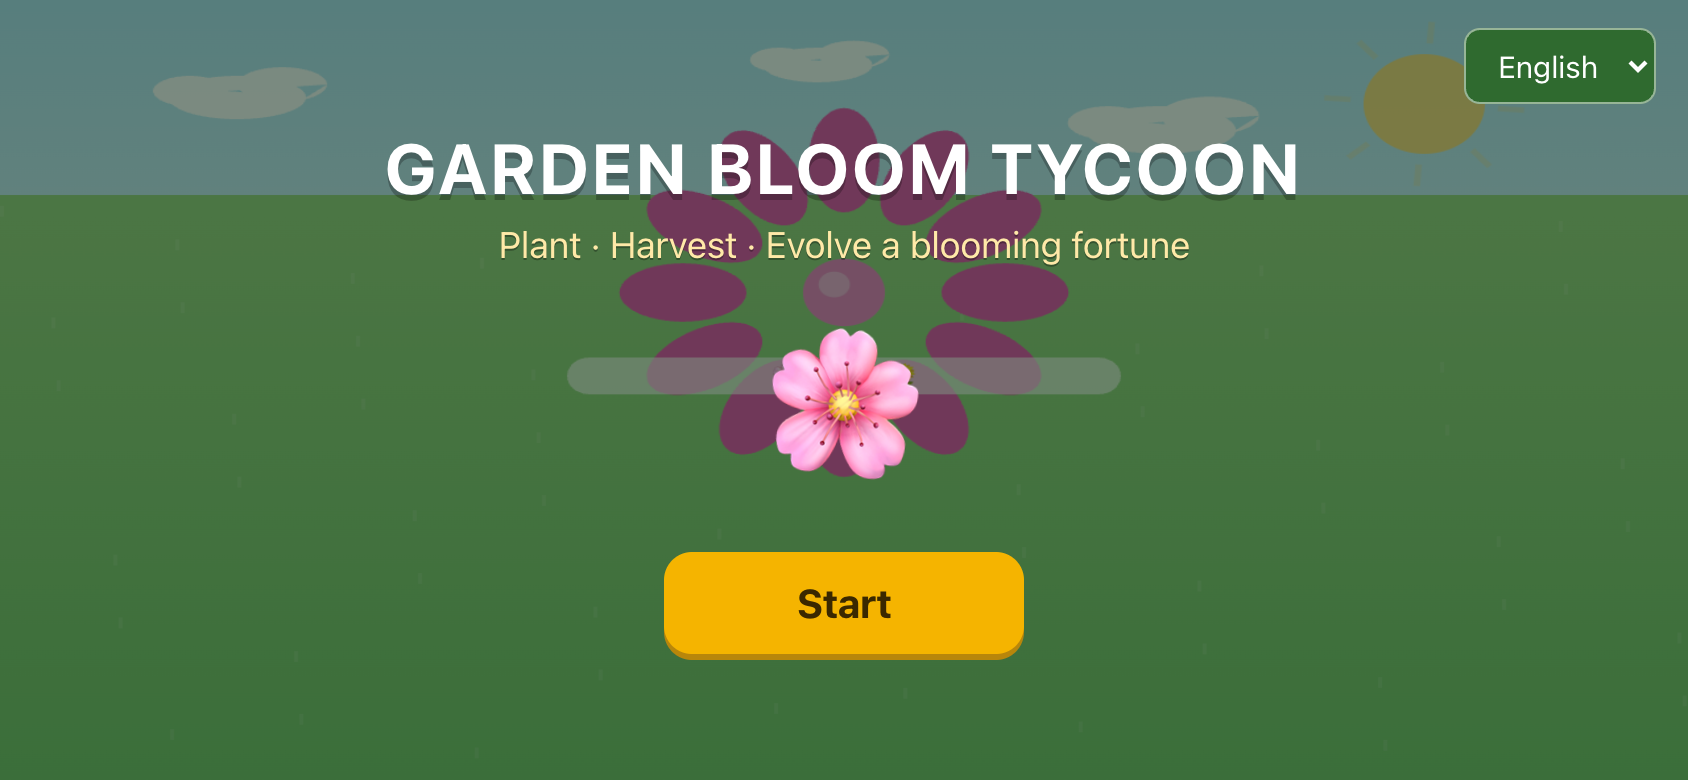 English
GARDEN BLOOM TYCOON
Plant · Harvest · Evolve a blooming fortune
Start